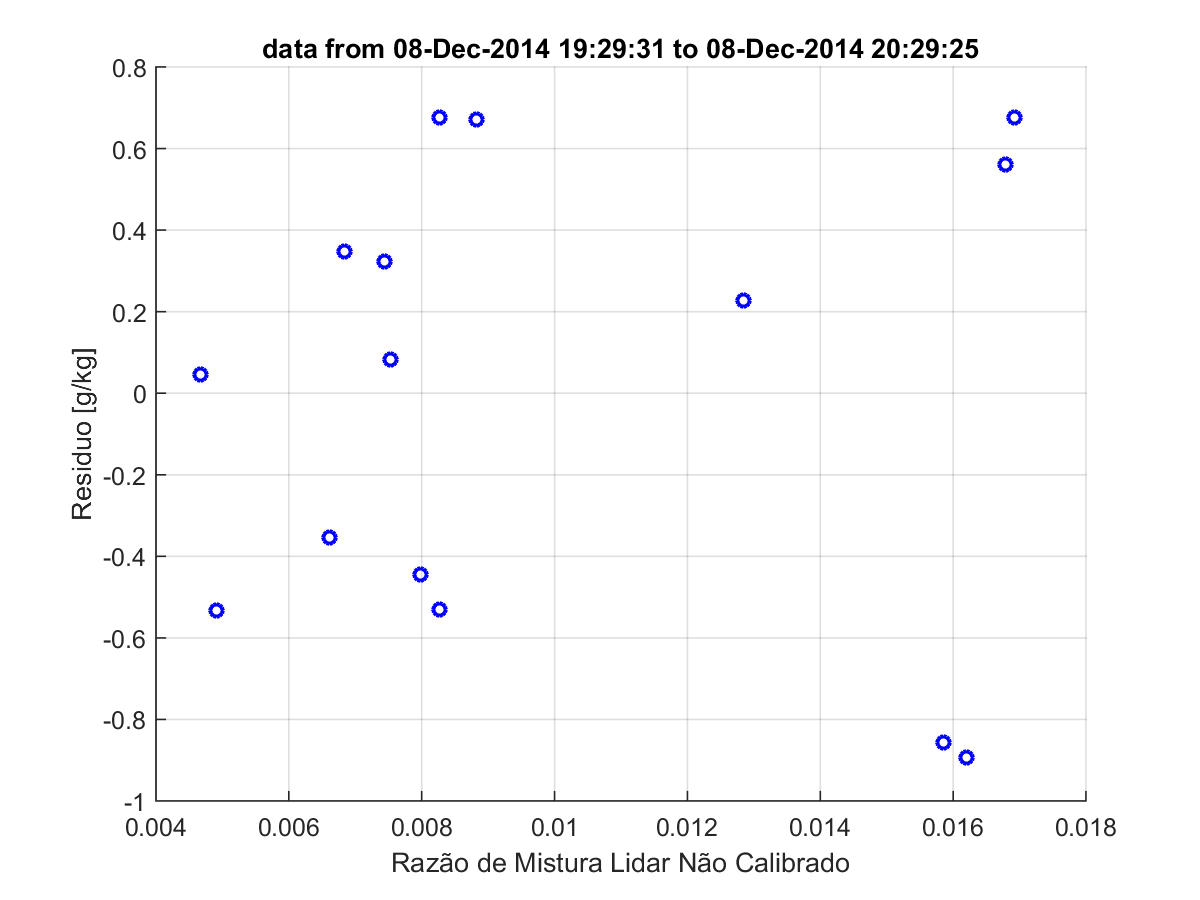 data from 08-Dec-2014 19:29:31 to 08-Dec-2014 20:29:25
0.8
0.6
0.4
0.2
0
-0.2
-0.4
-0.6
-0.8
-1
Residuo [g/kg]
0.004 0.006 0.008 0.01 0.012 0.014 0.016 0.018
Razão de Mistura Lidar Não Calibrado